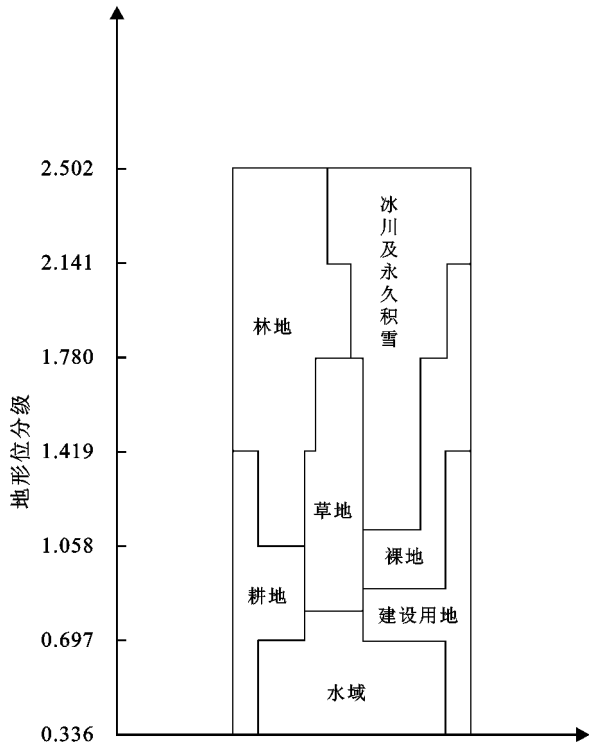 2.502
2.141
1.780
1.419
1.058
0.697
0.336
地形位分级
冰川及永久积雪
林地
草地
裸地
耕地
建设用地
水域